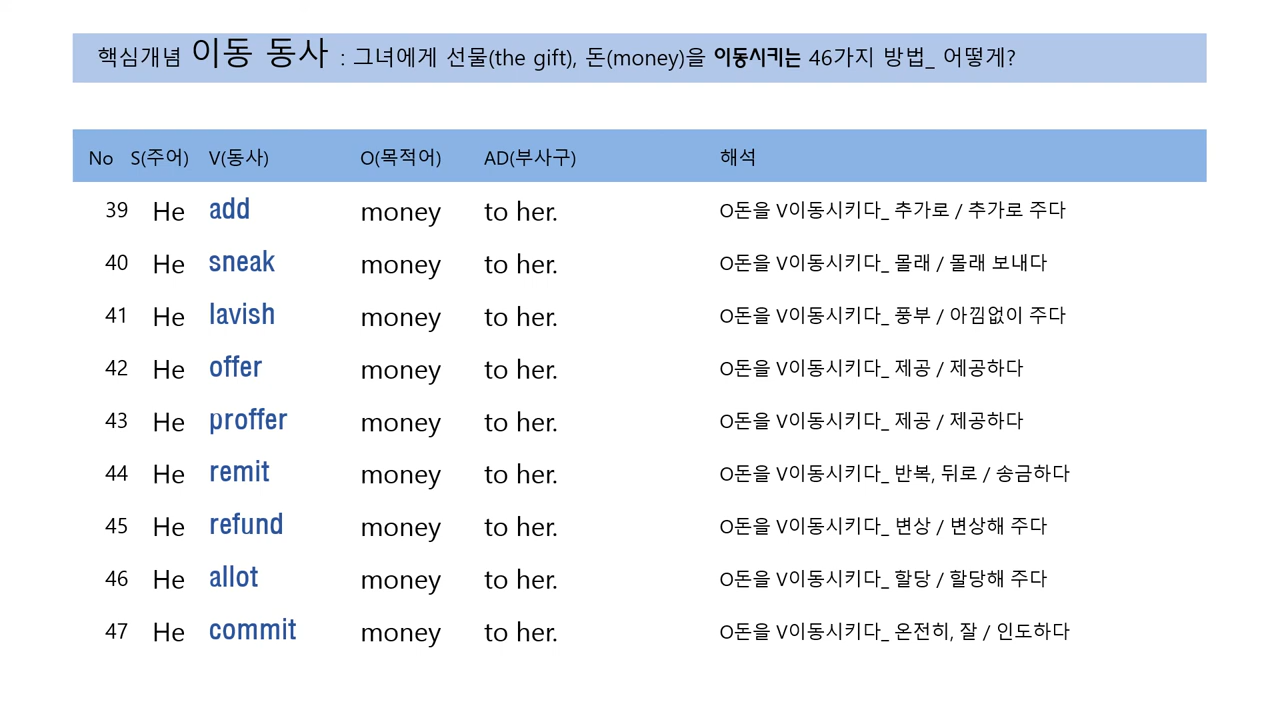 핵심개념 이동 동사 : 그녀에게 선물(the gift), 돈(money)을 이동시키는 46가지 방법_ 어떻게?
No S(주어) V(동사) O(목적어) AD(부사구) 해석
39 He add money to her. O돈을 V이동시키다_ 추가로 / 추가로 주다
40 He sneak money to her. O돈을 V이동시키다_ 몰래 / 몰래 보내다
41 He lavish money to her. O돈을 V이동시키다_ 풍부 / 아낌없이 주다
42 He offer money to her. O돈을 V이동시키다_ 제공 / 제공하다
43 He proffer money to her. O돈을 V이동시키다_ 제공 / 제공하다
44 He remit money to her. O돈을 V이동시키다_ 반복, 뒤로 / 송금하다
45 He refund money to her. O돈을 V이동시키다_ 변상 / 변상해 주다
46 He allot money to her. O돈을 V이동시키다_ 할당 / 할당해 주다
47 He commit money to her. O돈을 V이동시키다_ 온전히, 잘 / 인도하다